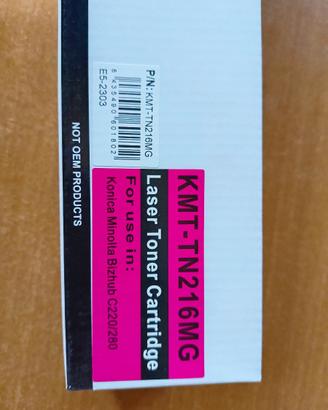 P/N:KMT-TN216MG
8435490601802
E5-2303
NOT OEM PRODUCTS
KMT-TN216MG
Laser Toner Cartridge
For use in:
Konica Minolta Bizhub C220/280